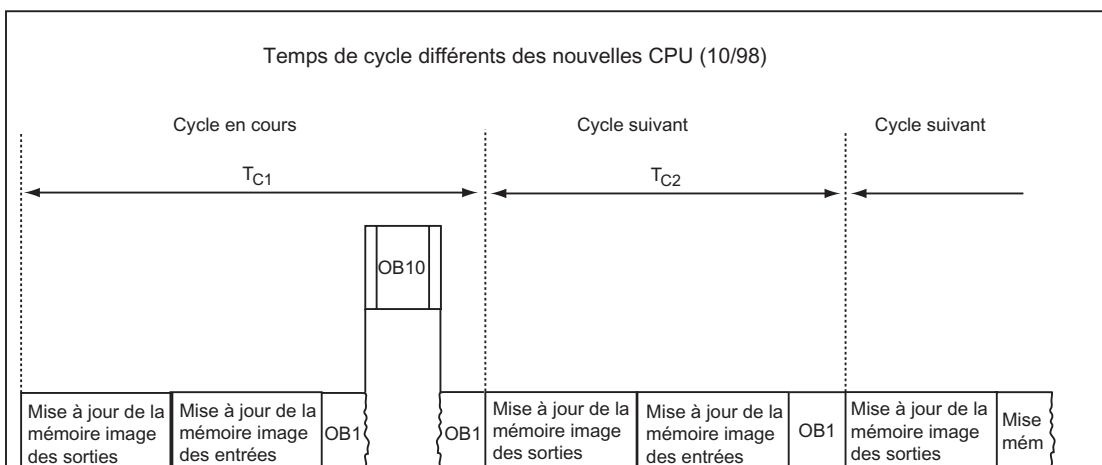 Temps de cycle différents des nouvelles CPU (10/98)
Cycle en cours
Cycle suivant
Cycle suivant
TC1
TC2
OB10
Mise à jour de la
mémoire image
des sorties
Mise à jour de la
mémoire image
des entrées
OB1
OB1
Mise à jour de la
mémoire image
des sorties
Mise à jour de la
mémoire image
des entrées
OB1
Mise à jour de la
mémoire image
des sorties
Mise
mém